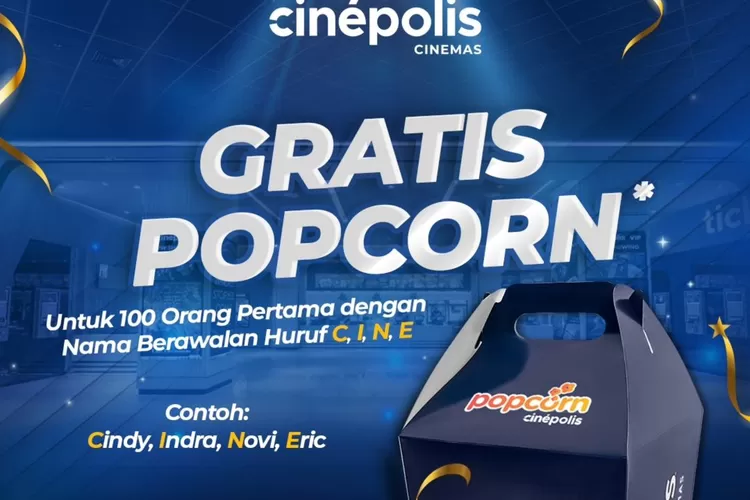 cinépolis
CINEMAS
GRATIS
POPCORN*
Untuk 100 Orang Pertama dengan
Nama Berawalan Huruf C, I, N, E
Contoh:
Cindy, Indra, Novi, Eric
popcorn
cinépolis
tic